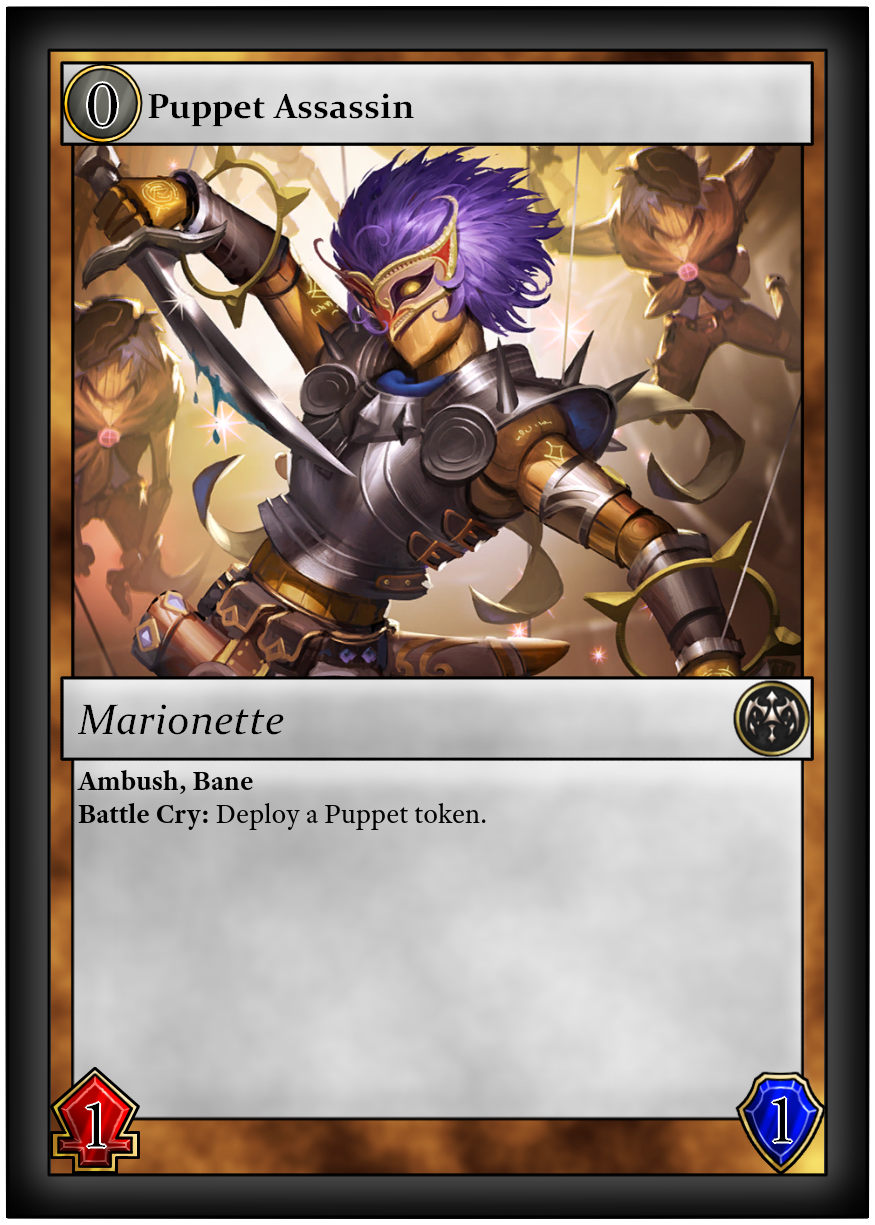 0 Puppet Assassin
Marionette
Ambush, Bane
Battle Cry: Deploy a Puppet token.
1 1